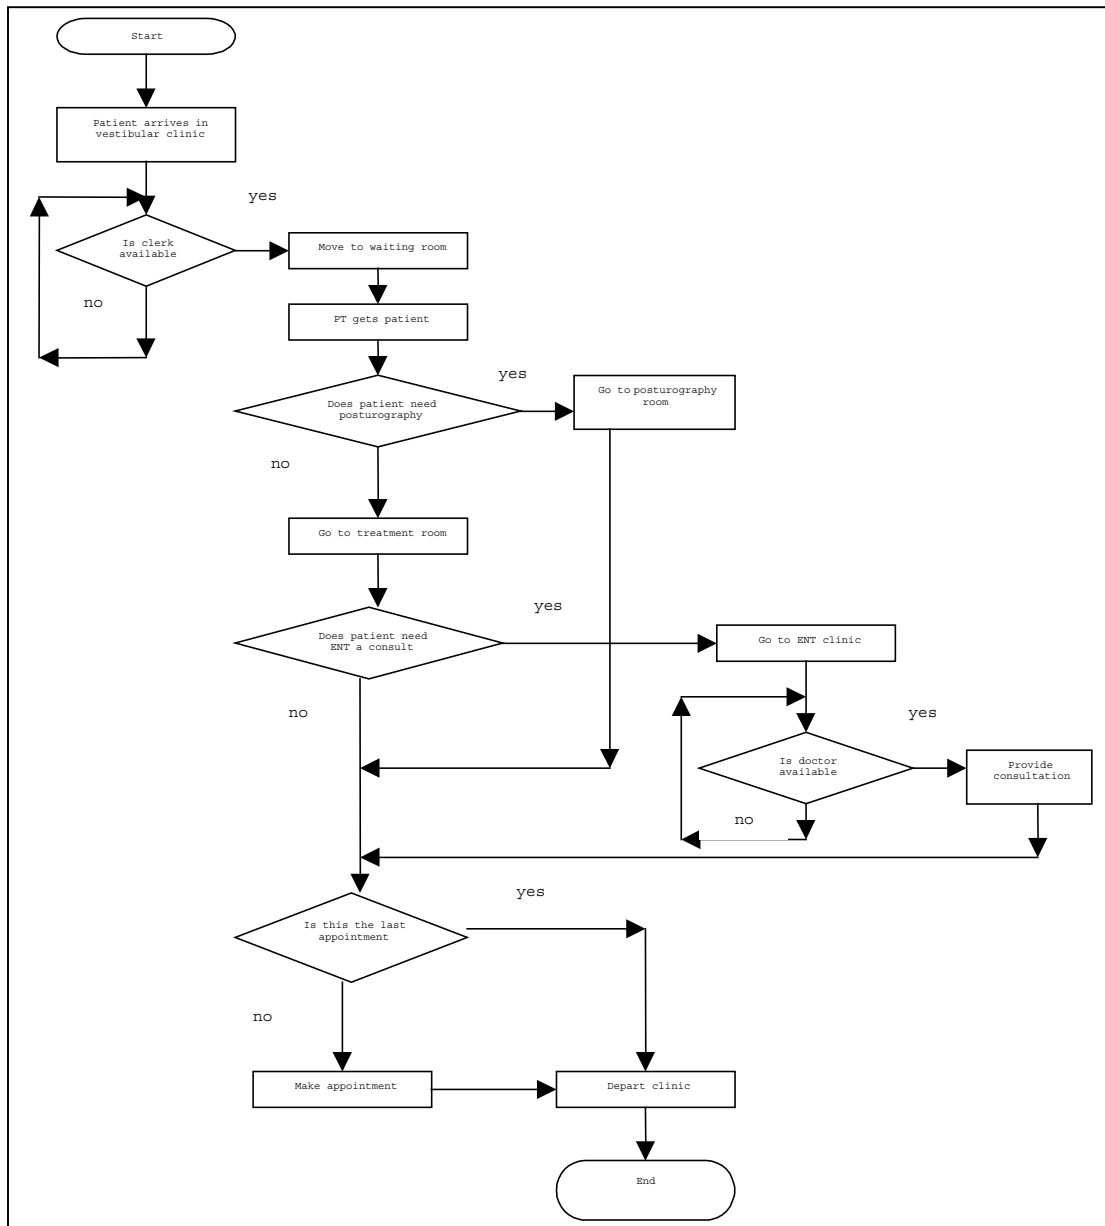 Start
Patient arrives in
vestibular clinic
yes
Is clerk
available
Move to waiting room
no
PT gets patient
yes
Does patient need
posturography
Go to posturography
room
no
Go to treatment room
yes
Does patient need
ENT a consult
Go to ENT clinic
no
yes
Is doctor
available
Provide
consultation
no
yes
Is this the last
appointment
no
Make appointment
Depart clinic
End